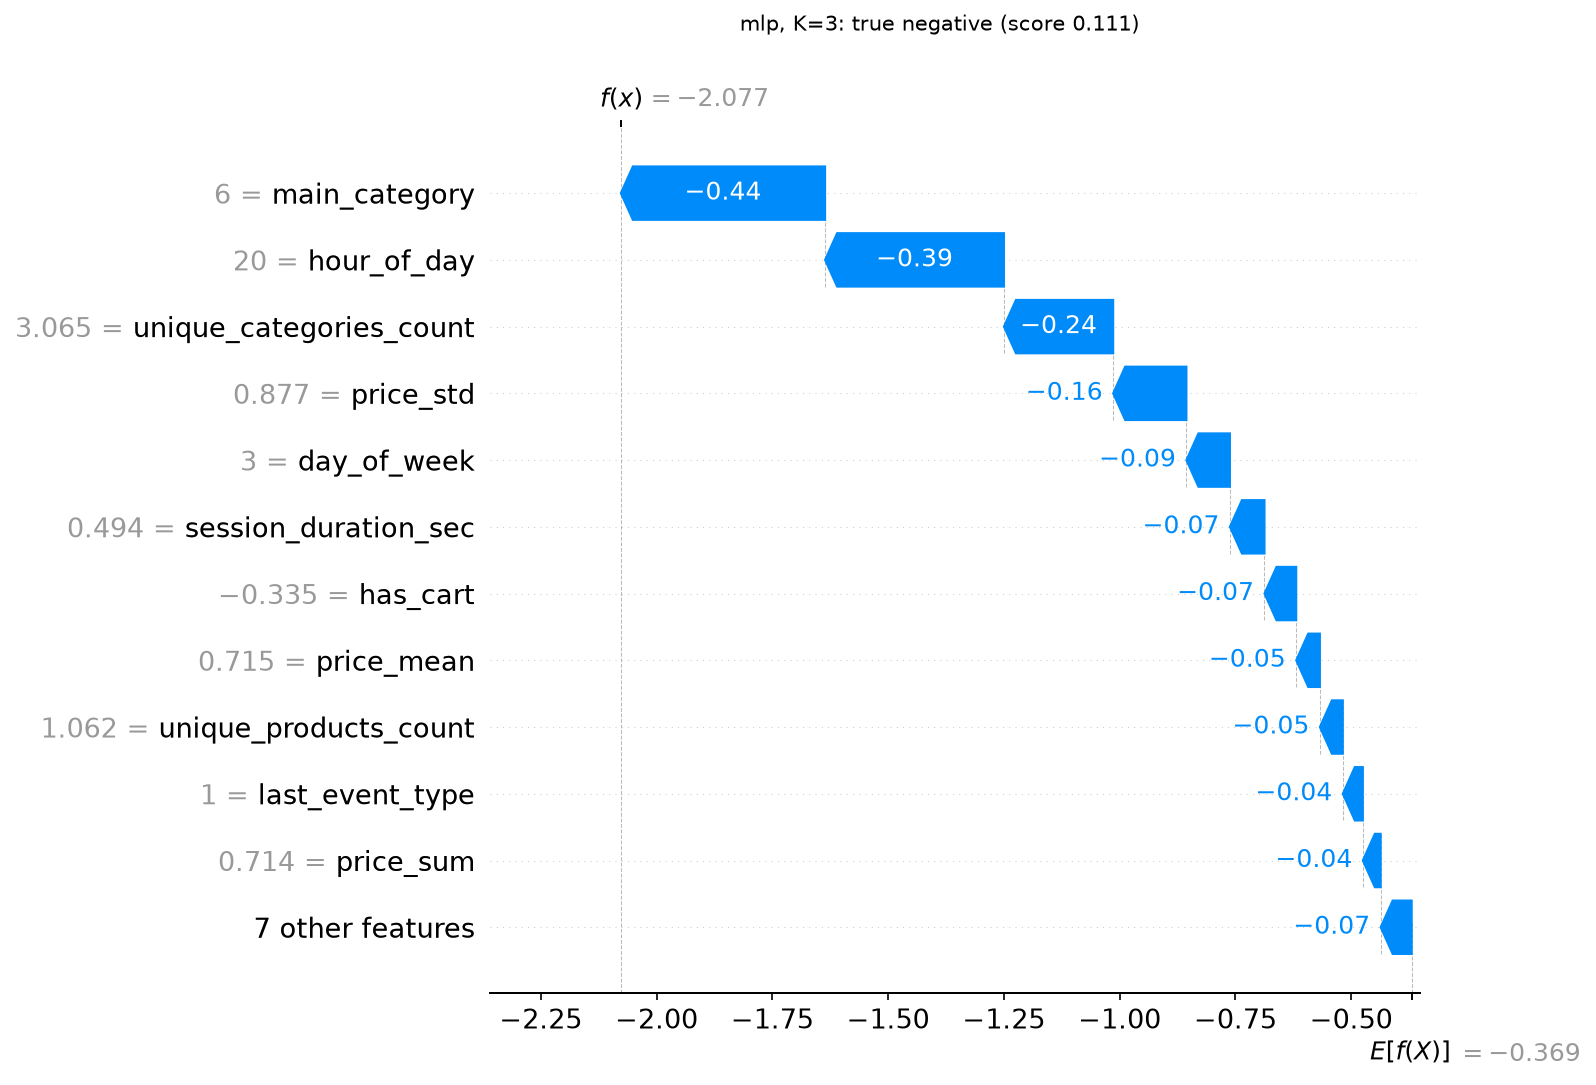 mlp, K=3: true negative (score 0.111)
f(x) = −2.077
6 = main_category
−0.44
20 = hour_of_day
−0.39
3.065 = unique_categories_count
−0.24
0.877 = price_std
−0.16
3 = day_of_week
−0.09
0.494 = session_duration_sec
−0.07
−0.335 = has_cart
−0.07
0.715 = price_mean
−0.05
1.062 = unique_products_count
−0.05
1 = last_event_type
−0.04
0.714 = price_sum
−0.04
7 other features
−0.07
−2.25 −2.00 −1.75 −1.50 −1.25 −1.00 −0.75 −0.50
E[f(X)] = −0.369